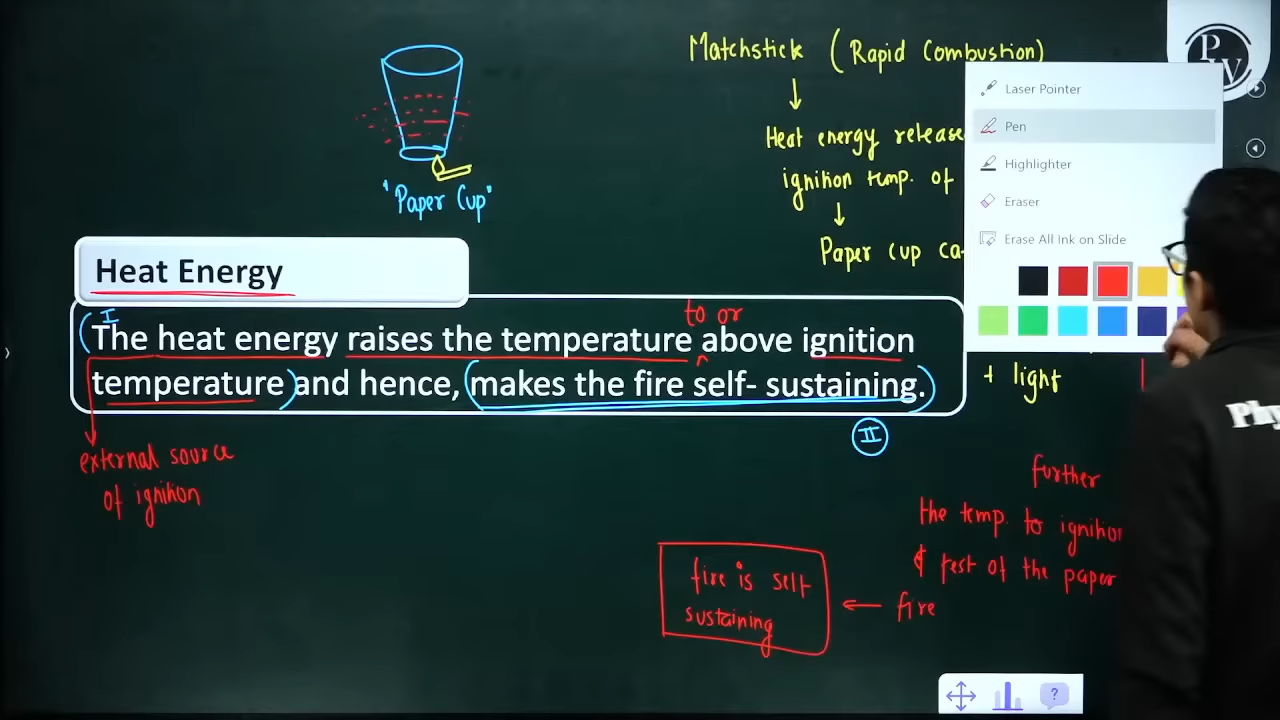 Matchstick (Rapid Combustion)
Heat energy release
ignition temp. of
Paper cup ca
"Paper Cup"
PW
Laser Pointer
Pen
Highlighter
Eraser
Erase All Ink on Slide
Heat Energy
I
to or
The heat energy raises the temperature above ignition
temperature and hence, makes the fire self- sustaining.
II
+ light
external source
of ignition
further
the temp. to ignition
& rest of the paper
fire
fire is self
sustaining
Phy